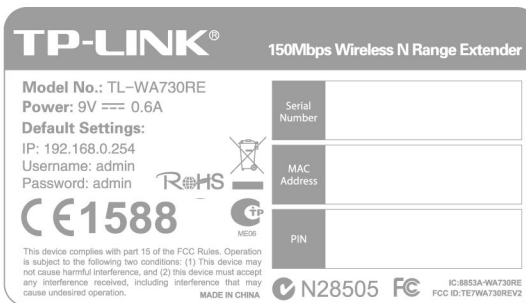 TP-LINK®
150Mbps Wireless N Range Extender
Model No.: TL-WA730RE
Power: 9V 0.6A
Default Settings:
IP: 192.168.0.254
Username: admin
Password: admin
RoHS
CE1588
ME06
This device complies with part 15 of the FCC Rules. Operation
is subject to the following two conditions: (1) This device may
not cause harmful interference, and (2) this device must accept
any interference received, including interference that may
cause undesired operation.
MADE IN CHINA
Serial
Number
MAC
Address
PIN
N28505 FC
IC:8853A-WA730RE
FCC ID:TE7WA730REV2